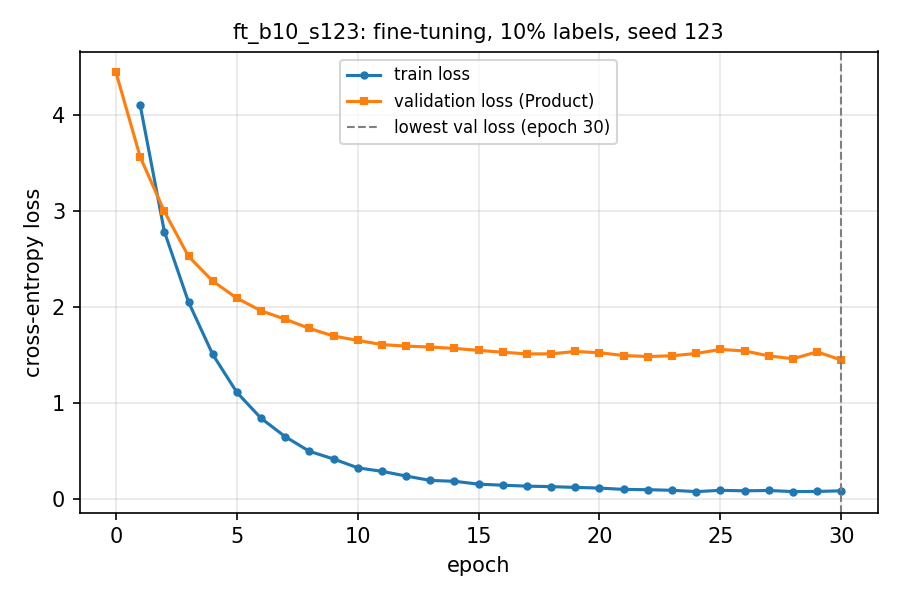 ft_b10_s123: fine-tuning, 10% labels, seed 123
train loss
validation loss (Product)
lowest val loss (epoch 30)
cross-entropy loss
4
3
2
1
0
0 5 10 15 20 25 30
epoch